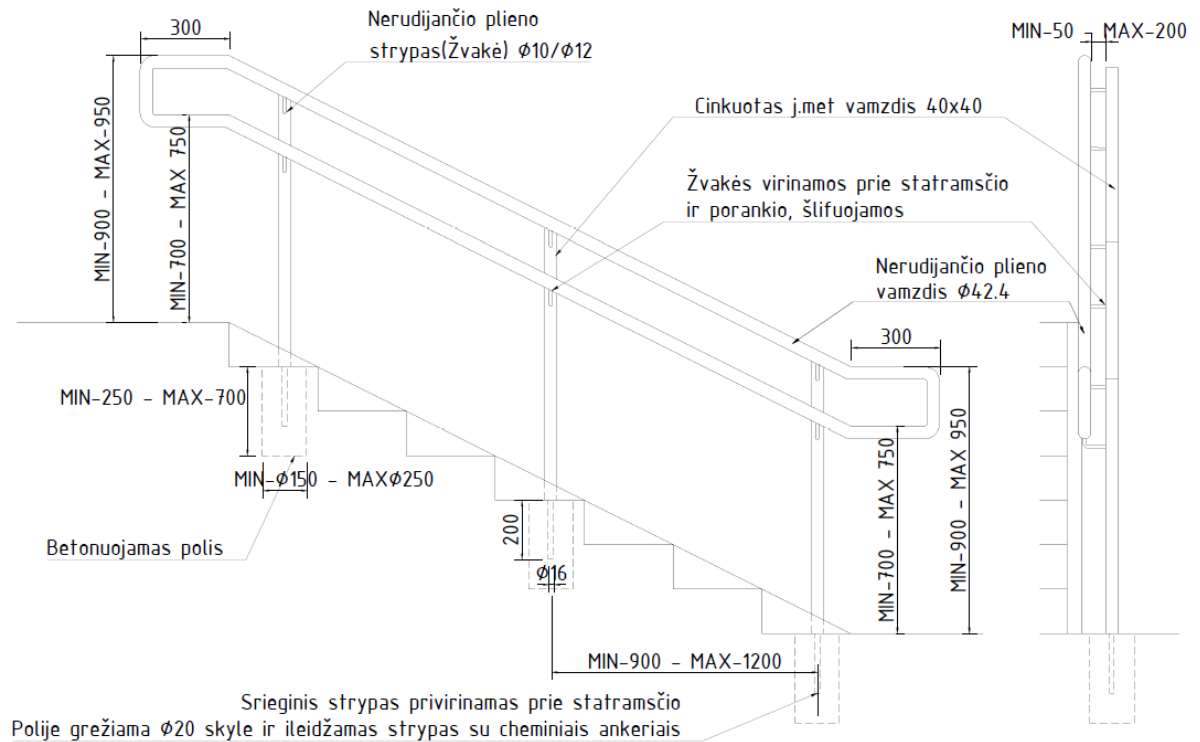 Nerudijančio plieno
strypas(Žvakė) Ø10/Ø12
300
MIN-50 - MAX-200
Cinkuotas j.met vamzdis 40x40
MIN-900 - MAX-950
MIN-700 - MAX 750
Žvakės virinamos prie statramsčio
ir porankio, šlifuojamos
Nerudijančio plieno
vamzdis Ø42.4
300
MIN-250 - MAX-700
MIN-Ø150 - MAXØ250
Betonuojamas polis
200
Ø16
MIN-700 - MAX 750
MIN-900 - MAX 950
MIN-900 - MAX-1200
Srieginis strypas privirinamas prie statramsčio
Polije grežiama Ø20 skyle ir ileidžamas strypas su cheminiais ankeriais